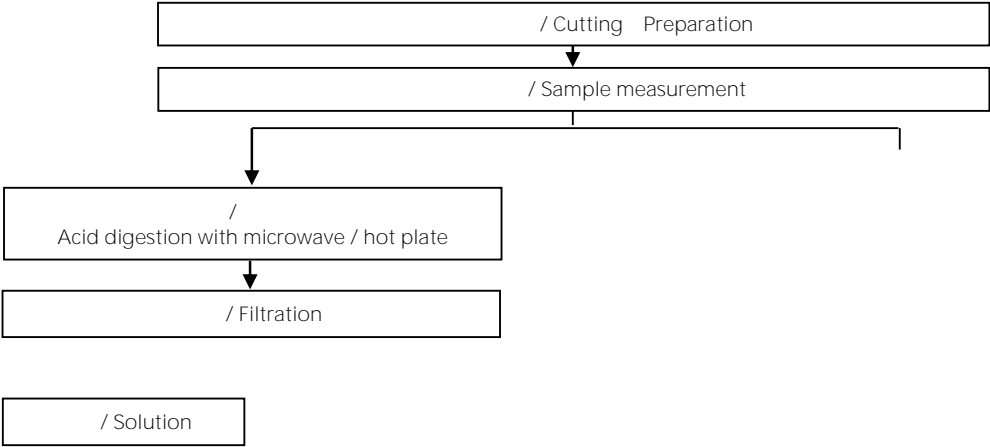 / Cutting Preparation
/ Sample measurement
/
Acid digestion with microwave / hot plate
/ Filtration
/ Solution